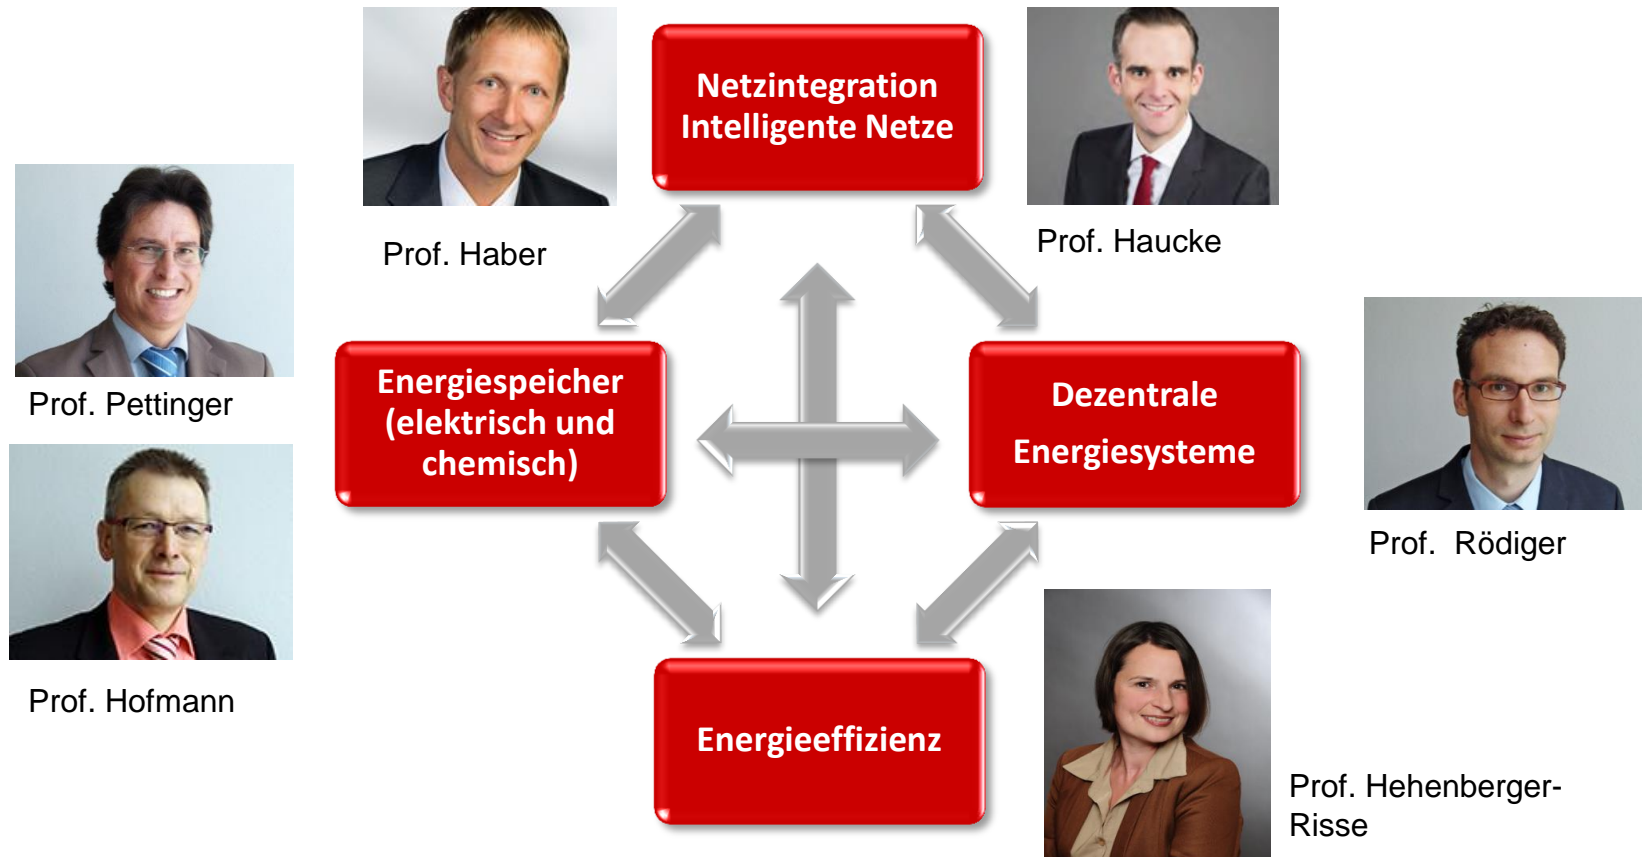 Netzintegration
Intelligente Netze
Prof. Haber
Prof. Haucke
Prof. Pettinger
Energiespeicher
(elektrisch und
chemisch)
Dezentrale
Energiesysteme
Prof.  Rödiger
Prof. Hofmann
Energieeffizienz
Prof. Hehenberger-
Risse